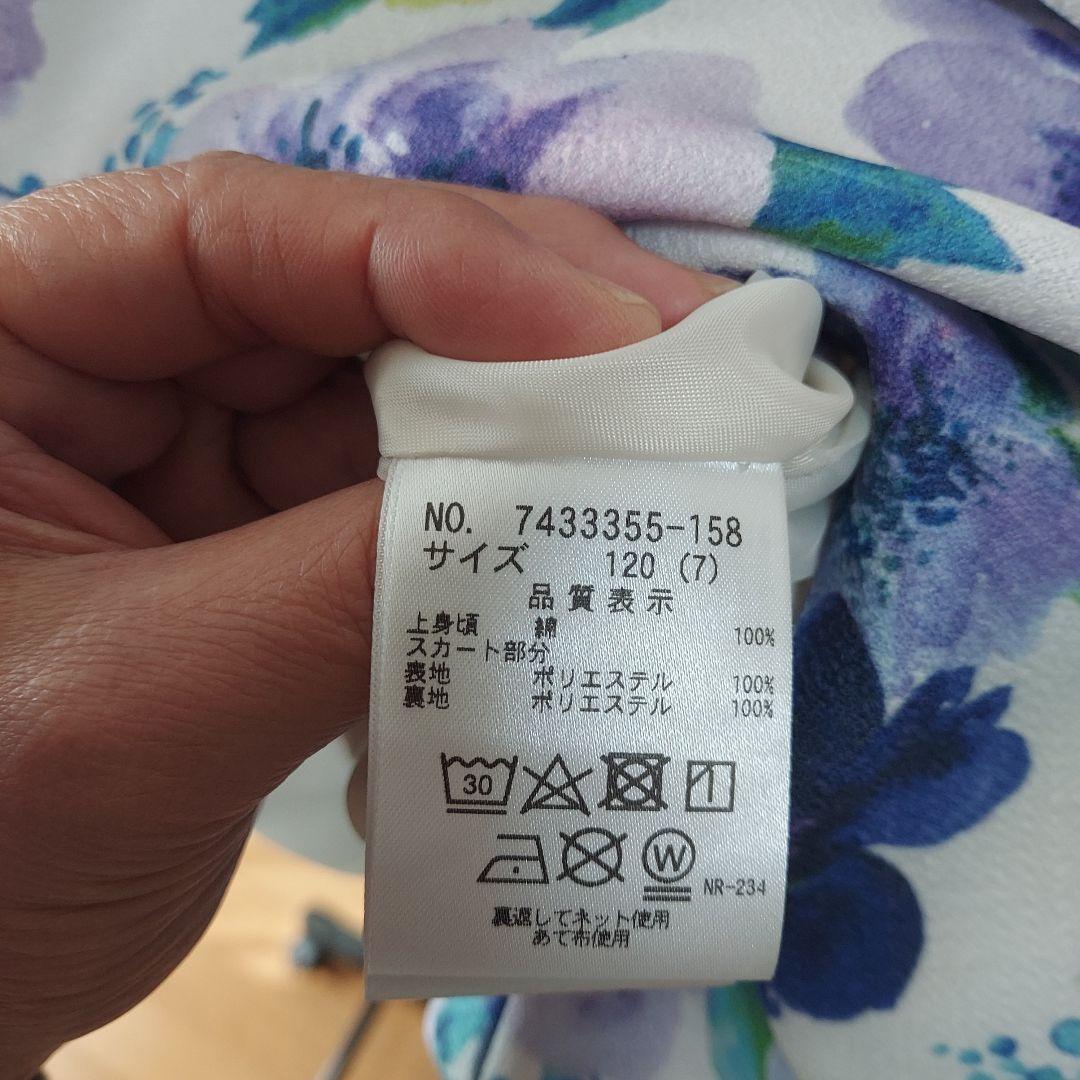 NO. 7433355-158
サイズ 120 (7)
品質表示
上身頃 綿 100%
スカート部分
表地 ポリエステル 100%
裏地 ポリエステル 100%
30
W NR-234
裏返してネット使用
あて布使用